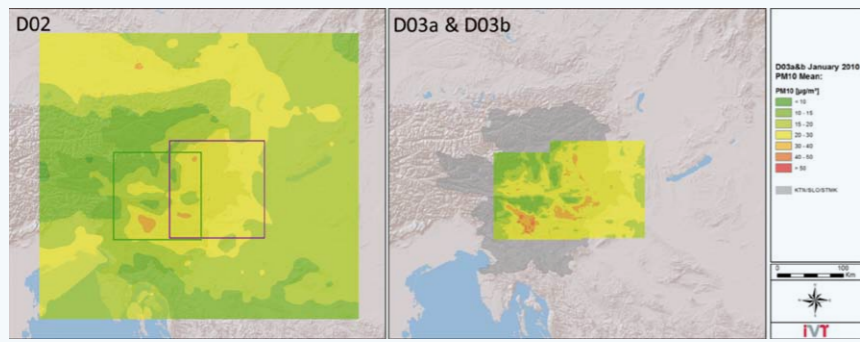 D02
D03a & D03b
D03a&b January 2010
PM10 Mean:
PM10 [µg/m³]
< 10
10 - 15
15 - 20
20 - 30
30 - 40
40 - 50
> 50
KTN/SLO/STMK
0 100
Km
iVT